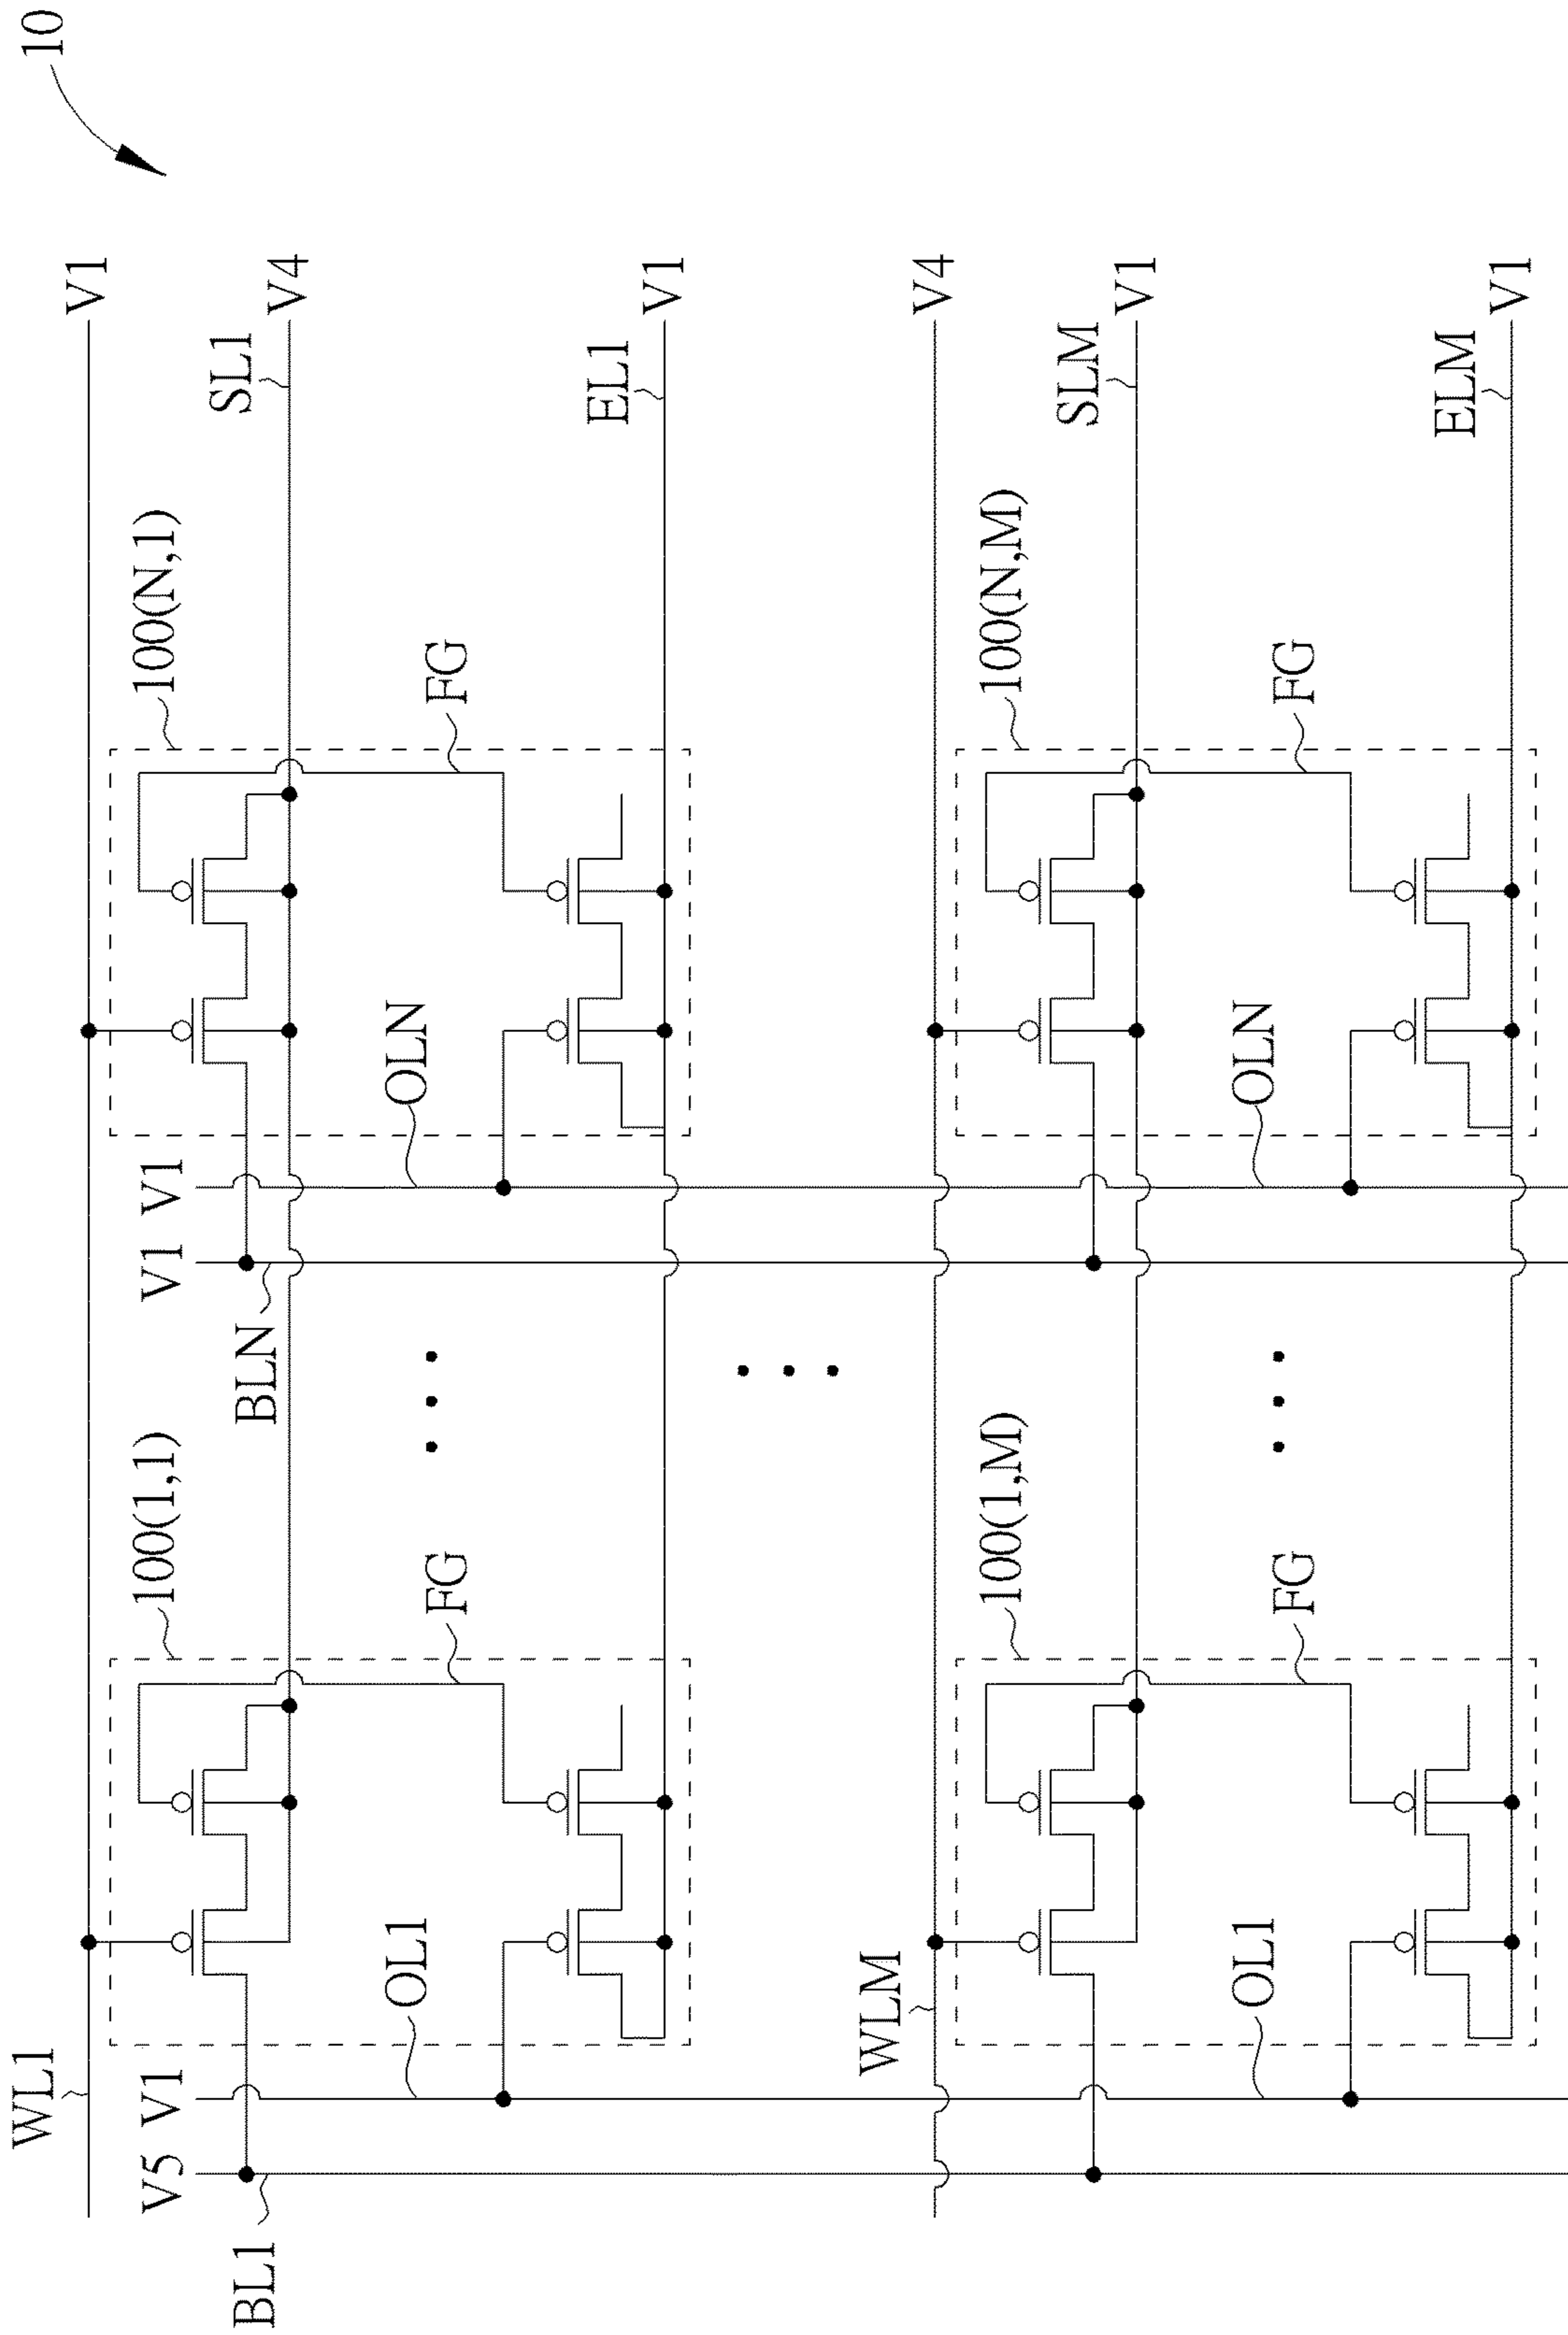 10
V1
V4
SL1
V1
EL1
V4
V1
SLM
V1
ELM
100(N,1)
FG
100(N,M)
FG
OLN
OLN
V1
V1
BLN
100(1,1)
FG
100(1,M)
FG
OL1
OL1
WLM
WL1
V1
V5
BL1